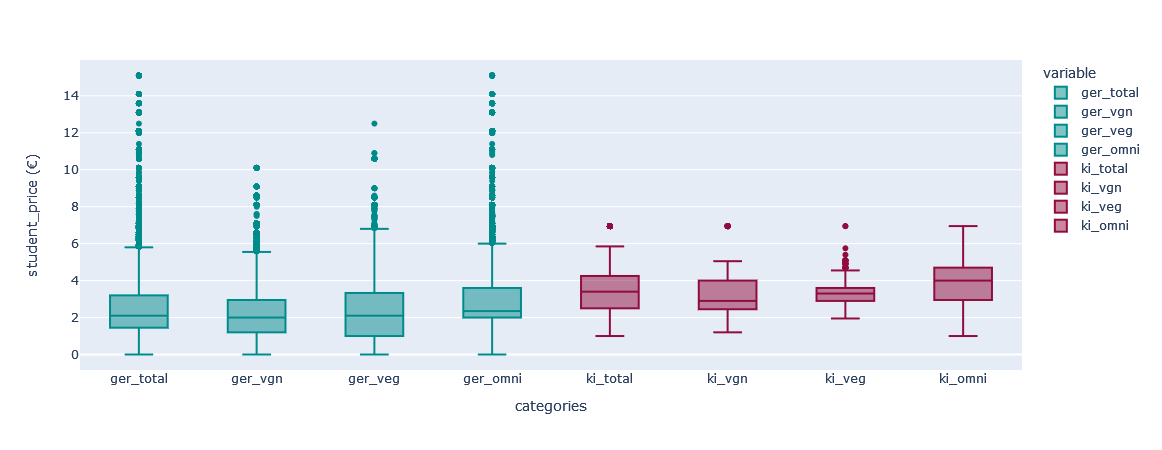 student_price (€)
14
12
10
8
6
4
2
0
ger_total ger_vgn ger_veg ger_omni ki_total ki_vgn ki_veg ki_omni
categories
variable
ger_total
ger_vgn
ger_veg
ger_omni
ki_total
ki_vgn
ki_veg
ki_omni